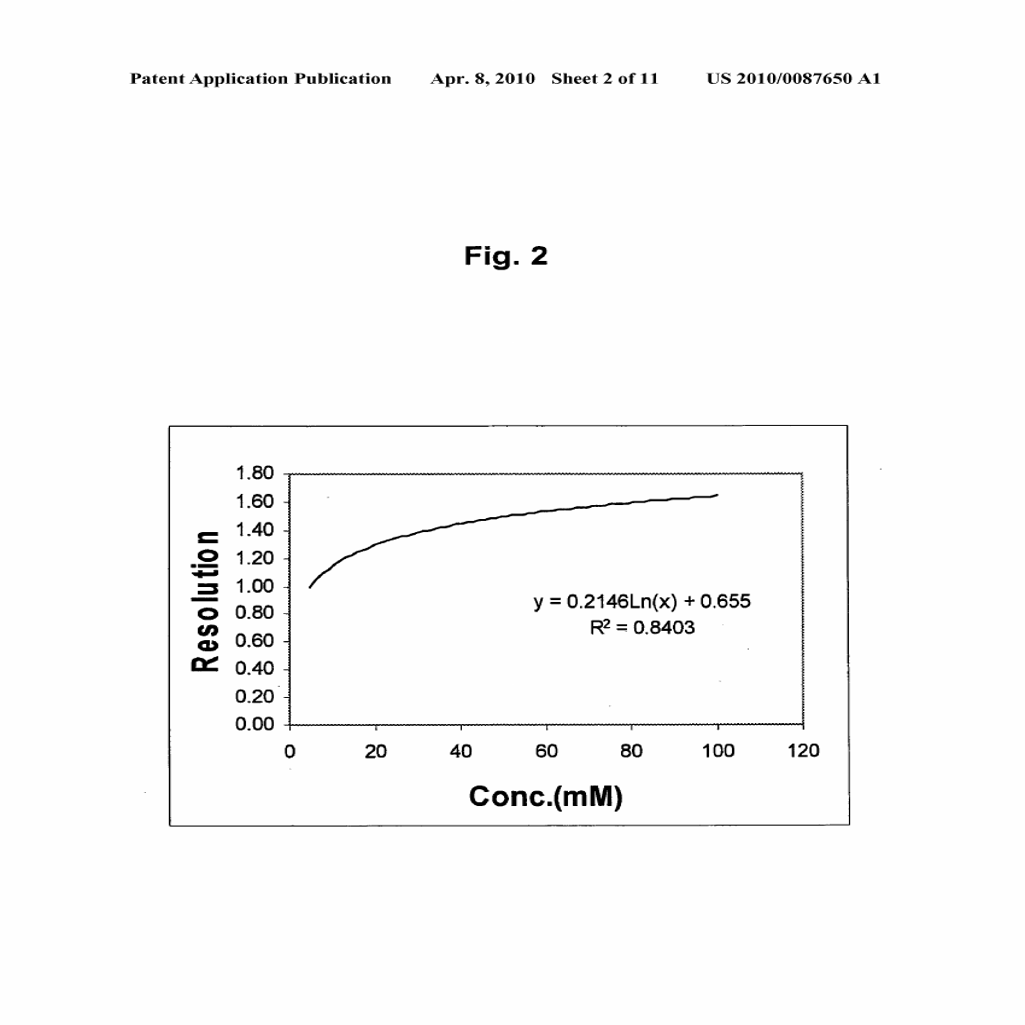 Patent Application Publication Apr. 8, 2010 Sheet 2 of 11 US 2010/0087650 A1
Fig. 2
1.80
1.60
1.40
1.20
1.00
0.80
0.60
0.40
0.20
0.00
Resolution
y = 0.2146Ln(x) + 0.655
R² = 0.8403
0 20 40 60 80 100 120
Conc.(mM)